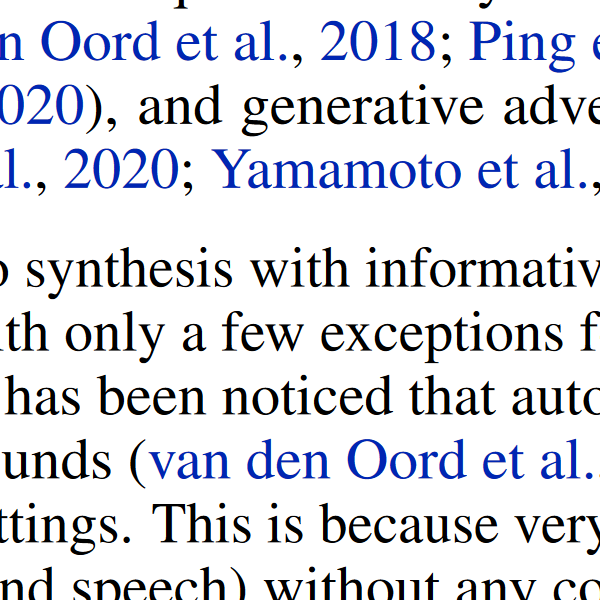 n Oord et al., 2018; Ping e
020), and generative adve
al., 2020; Yamamoto et al.,
o synthesis with informativ
ith only a few exceptions f
has been noticed that auto
unds (van den Oord et al.
ttings. This is because very
nd speech) without any co